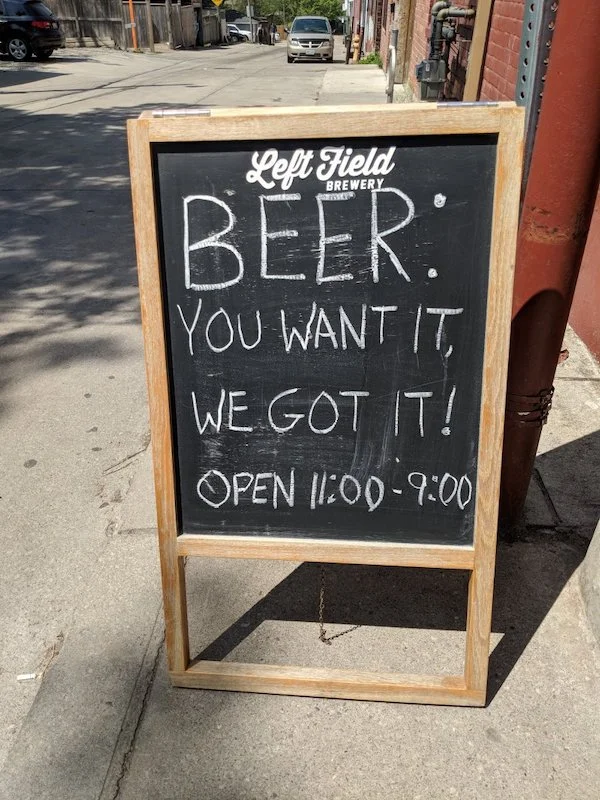 Left Field
BREWERY
BEER:
YOU WANT IT,
WE GOT IT!
OPEN 11:00-9:00